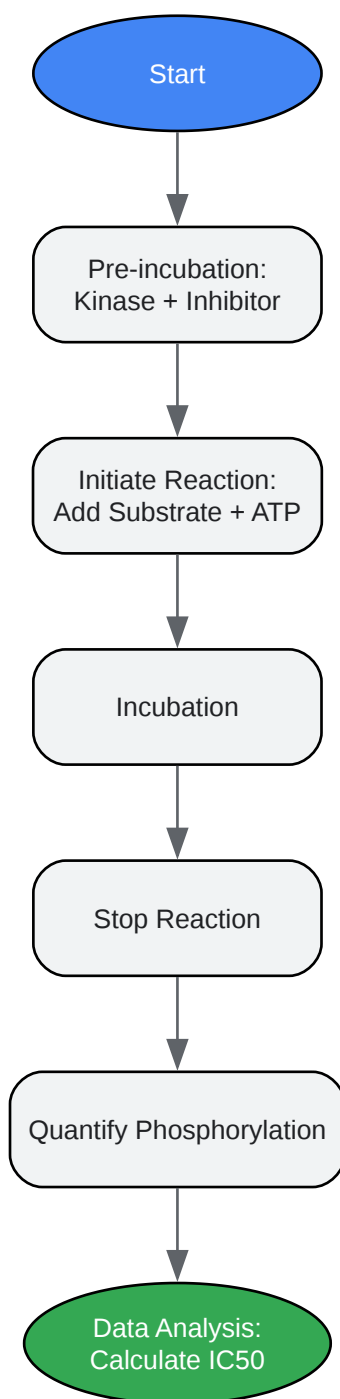 Start
Pre-incubation:
Kinase + Inhibitor
Initiate Reaction:
Add Substrate + ATP
Incubation
Stop Reaction
Quantify Phosphorylation
Data Analysis:
Calculate IC50